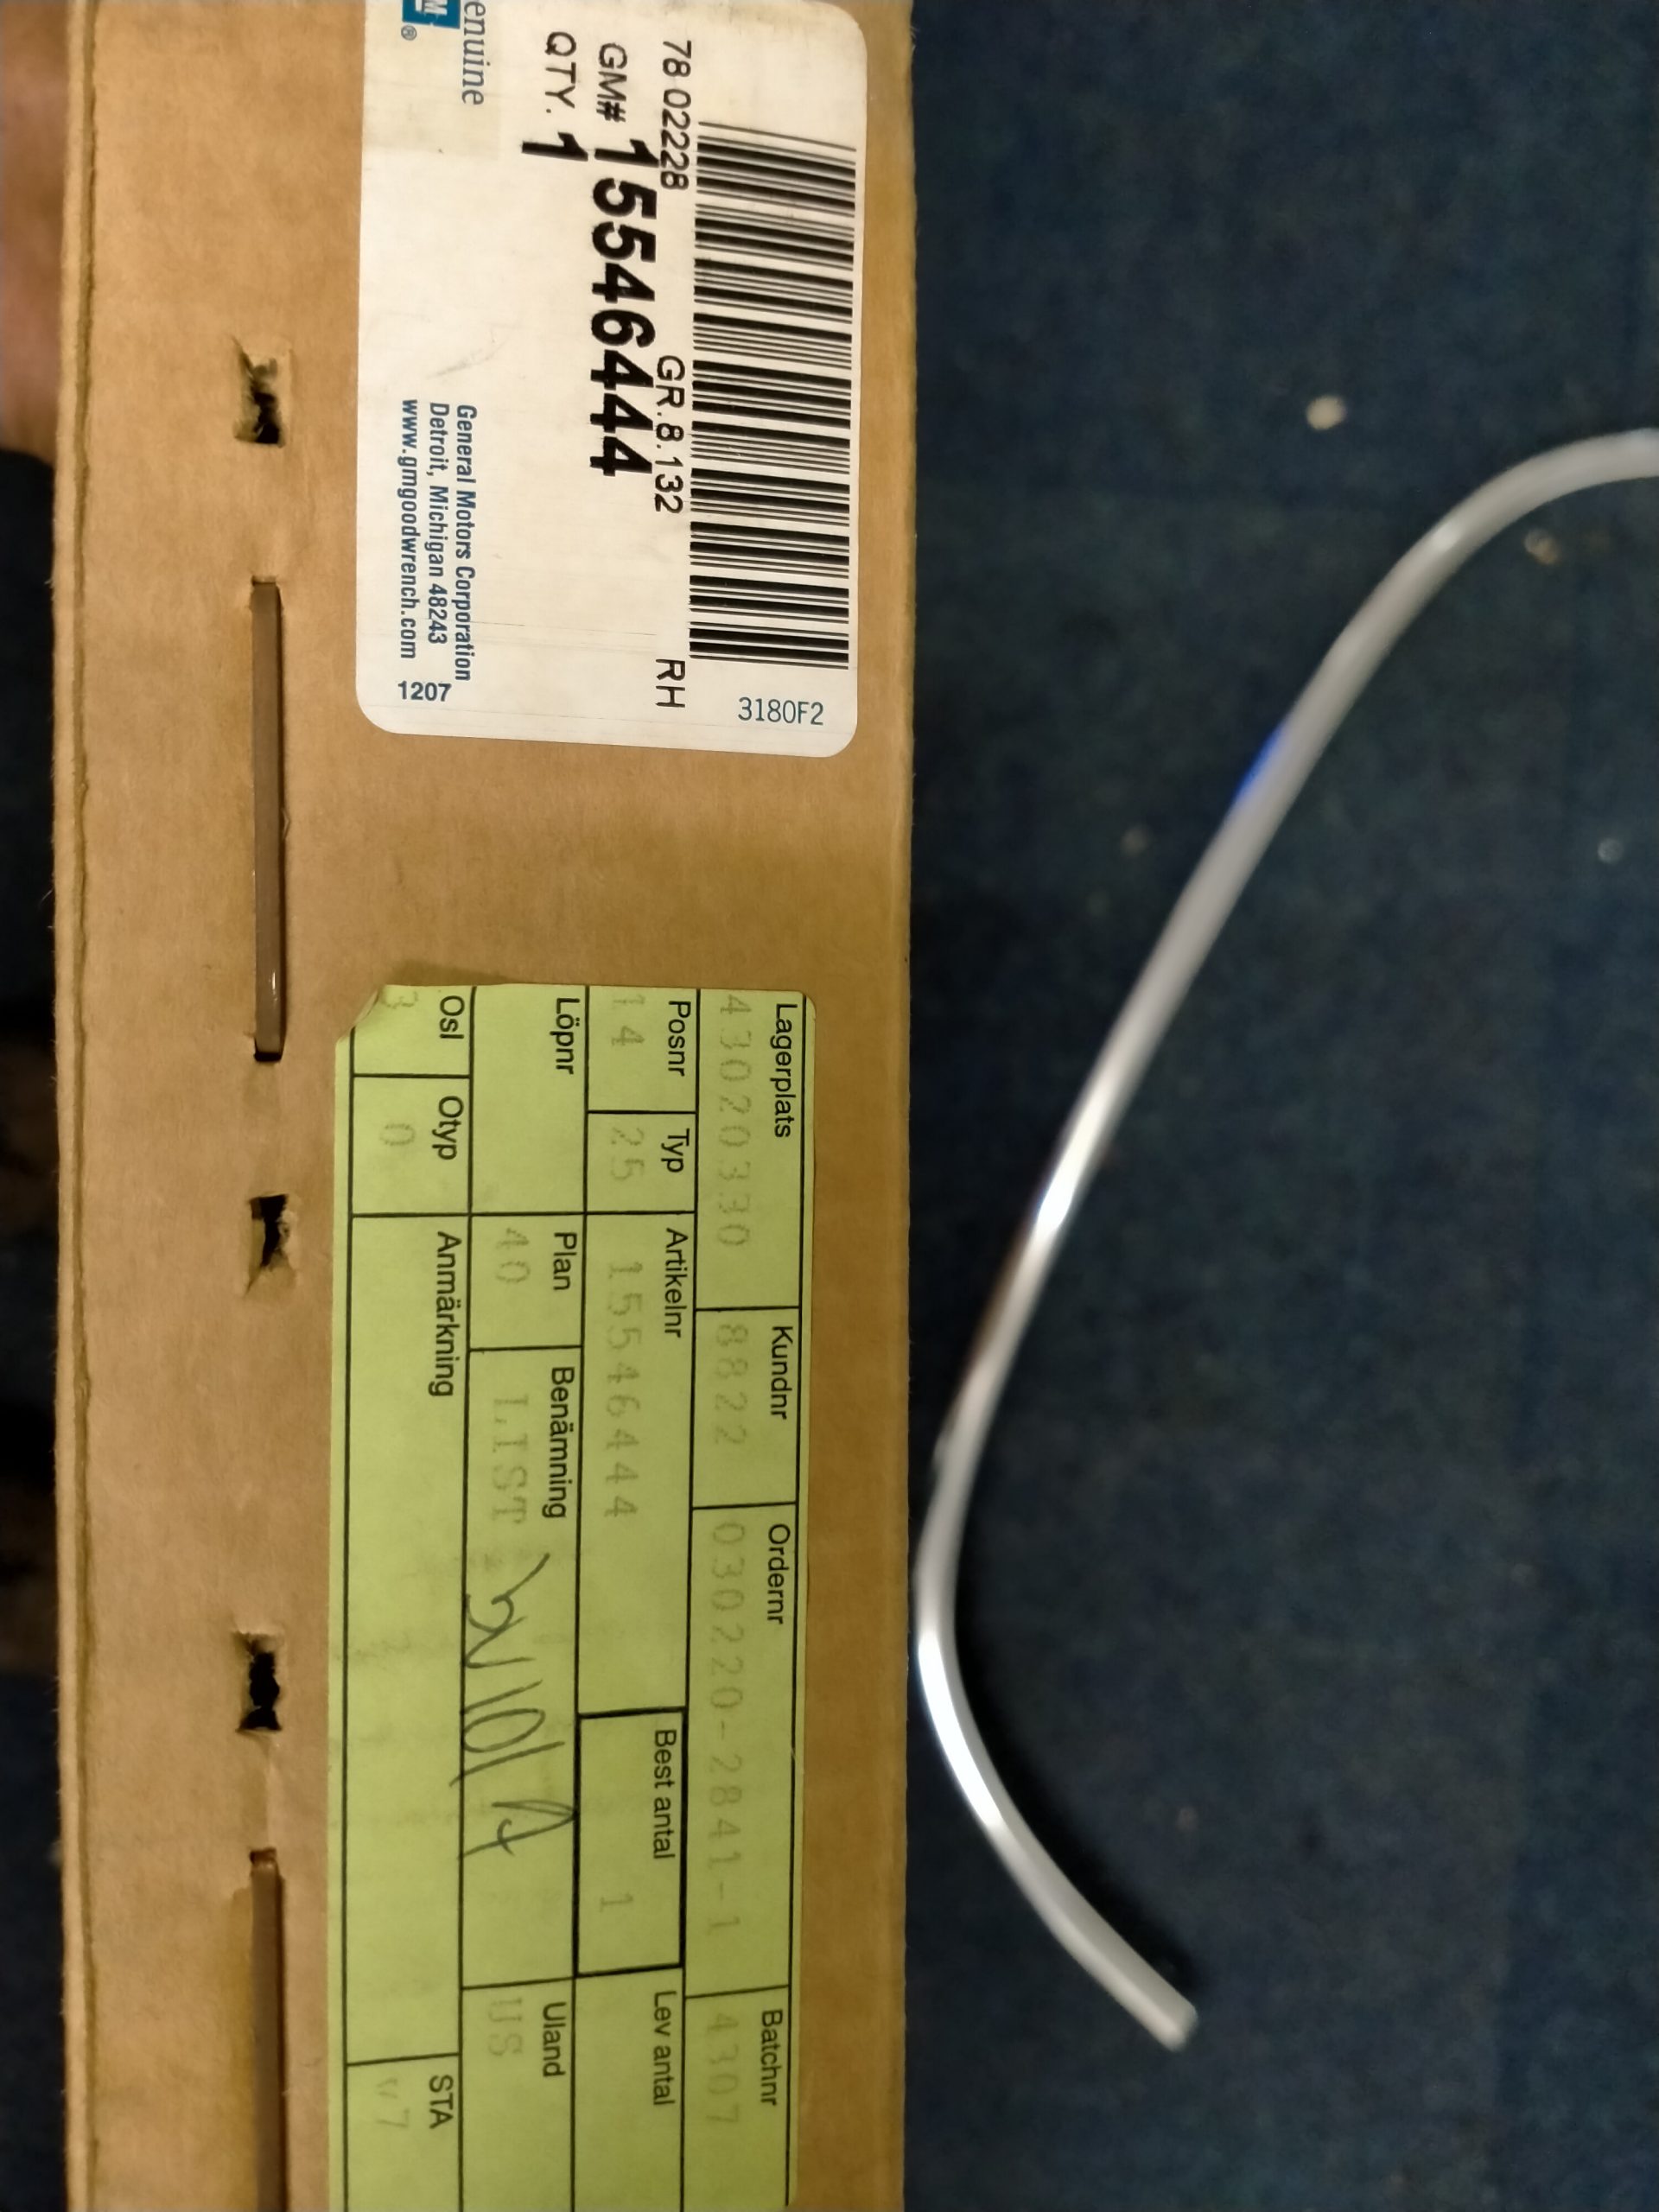 3180F2
78 02228 GR.8.132 RH
GM# 15546444
QTY. 1
enuine
M
®
General Motors Corporation
Detroit, Michigan 48243
www.gmgoodwrench.com 1207
Lagerplats Kundnr Ordernr Batchnr
43020330 8822 030220-2841-1 4307
Posnr Typ Artikelnr Best antal Lev antal
14 25 15546444 1
Löpnr Plan Benämning Uland
40 LIST US
Osl Otyp Anmärkning STA
3 0